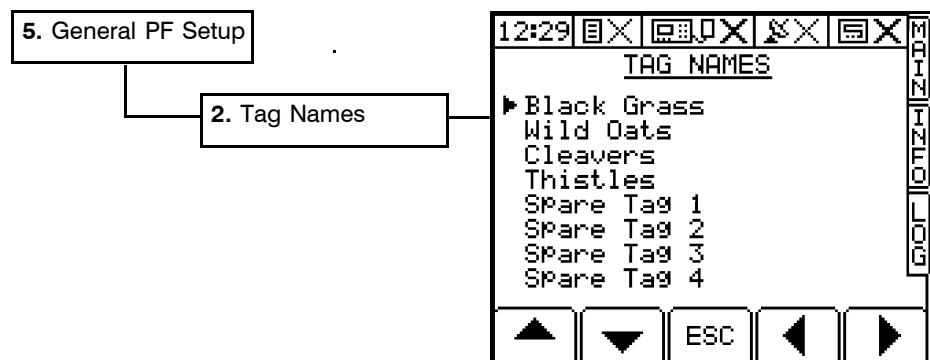 5. General PF Setup
2. Tag Names
12:29
TAG NAMES
Black Grass
Wild Oats
Cleavers
Thistles
Spare Tag 1
Spare Tag 2
Spare Tag 3
Spare Tag 4
MAIN
INFO
LOG
ESC